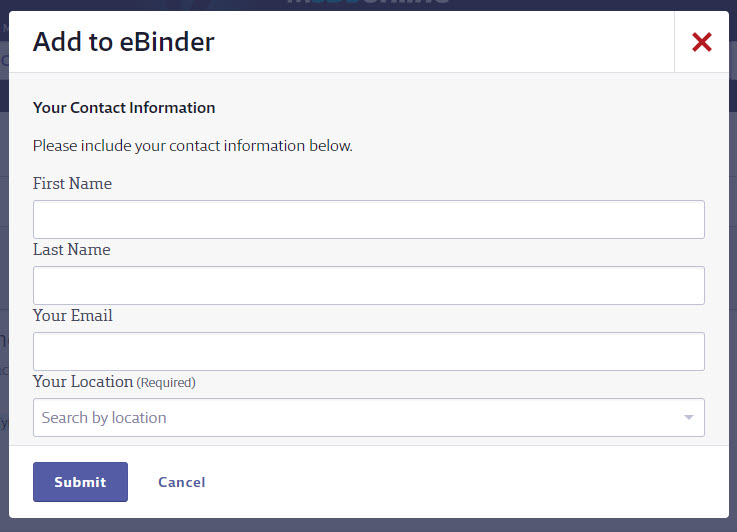 Add to eBinder
Your Contact Information
Please include your contact information below.
First Name
Last Name
Your Email
Your Location (Required)
Search by location
Submit
Cancel